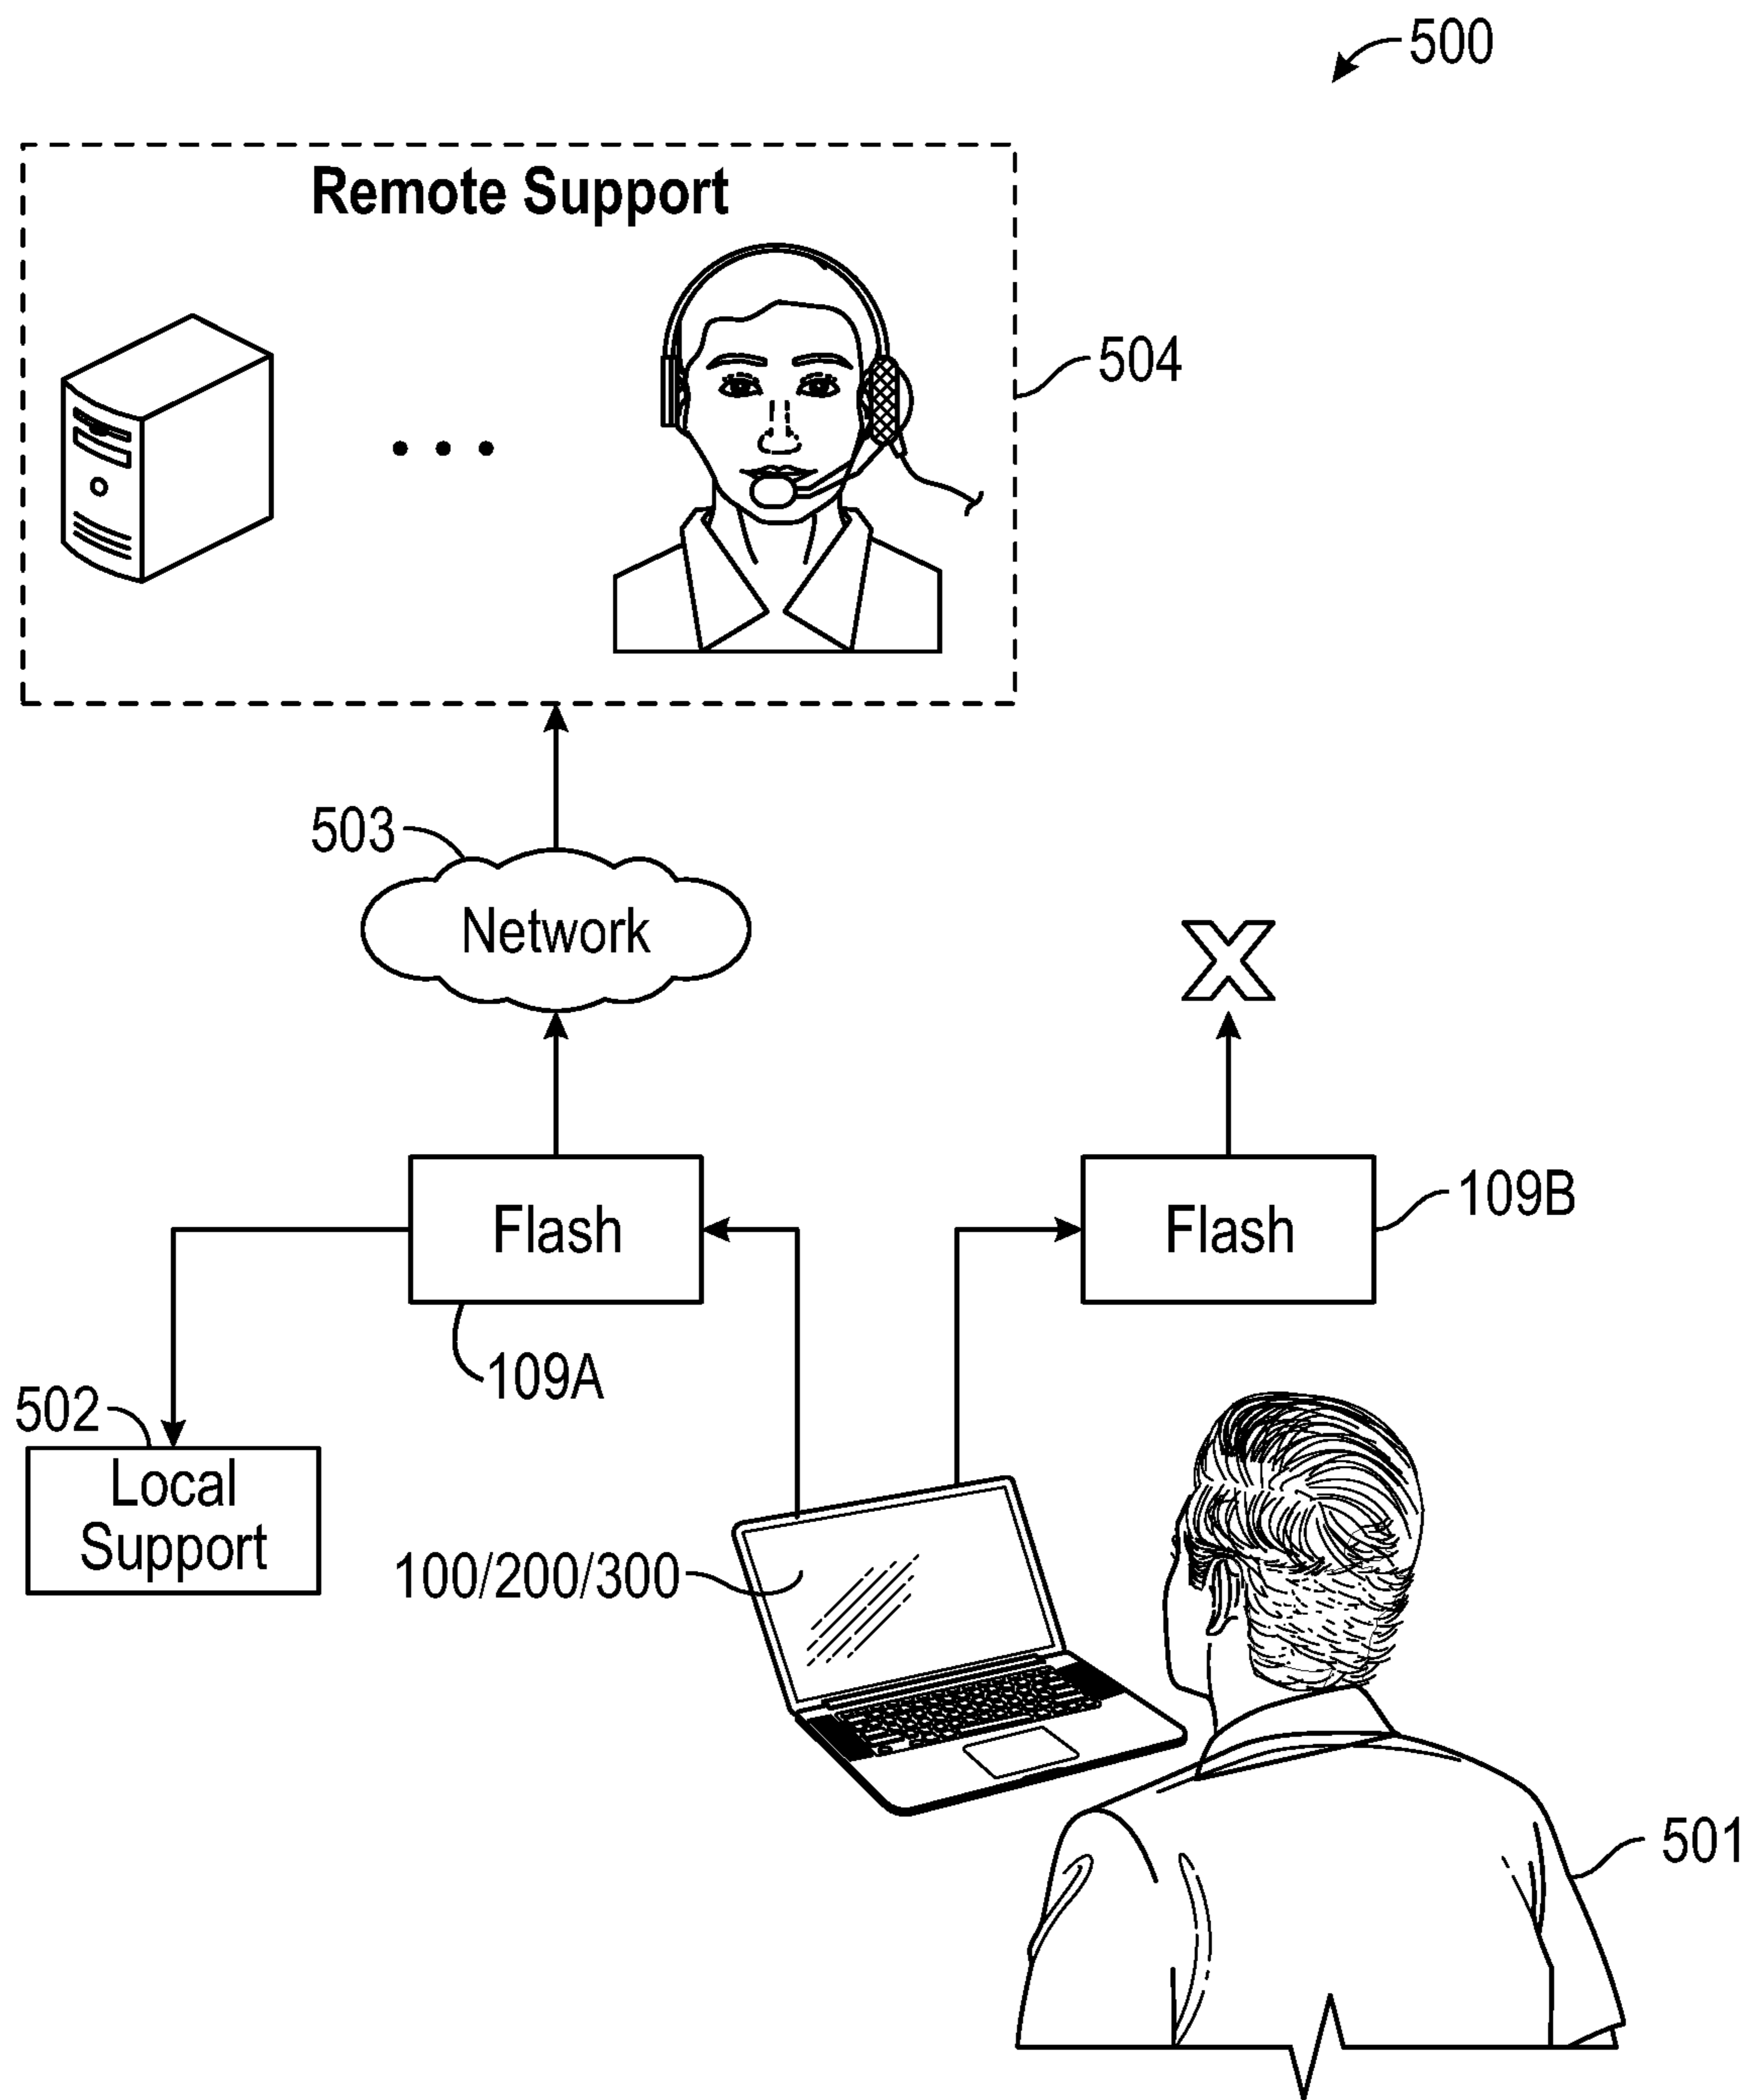 500
Remote Support
504
503
Network
X
Flash
Flash
109B
109A
502
Local
Support
100/200/300
501